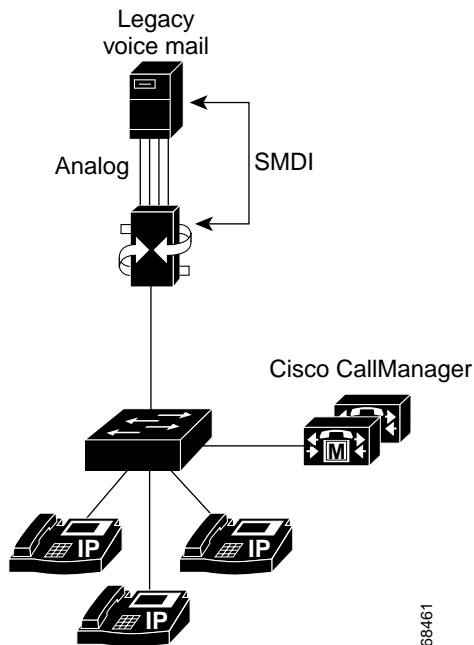 Legacy
voice mail
Analog
SMDI
Cisco CallManager
M
IP
IP
IP
68461